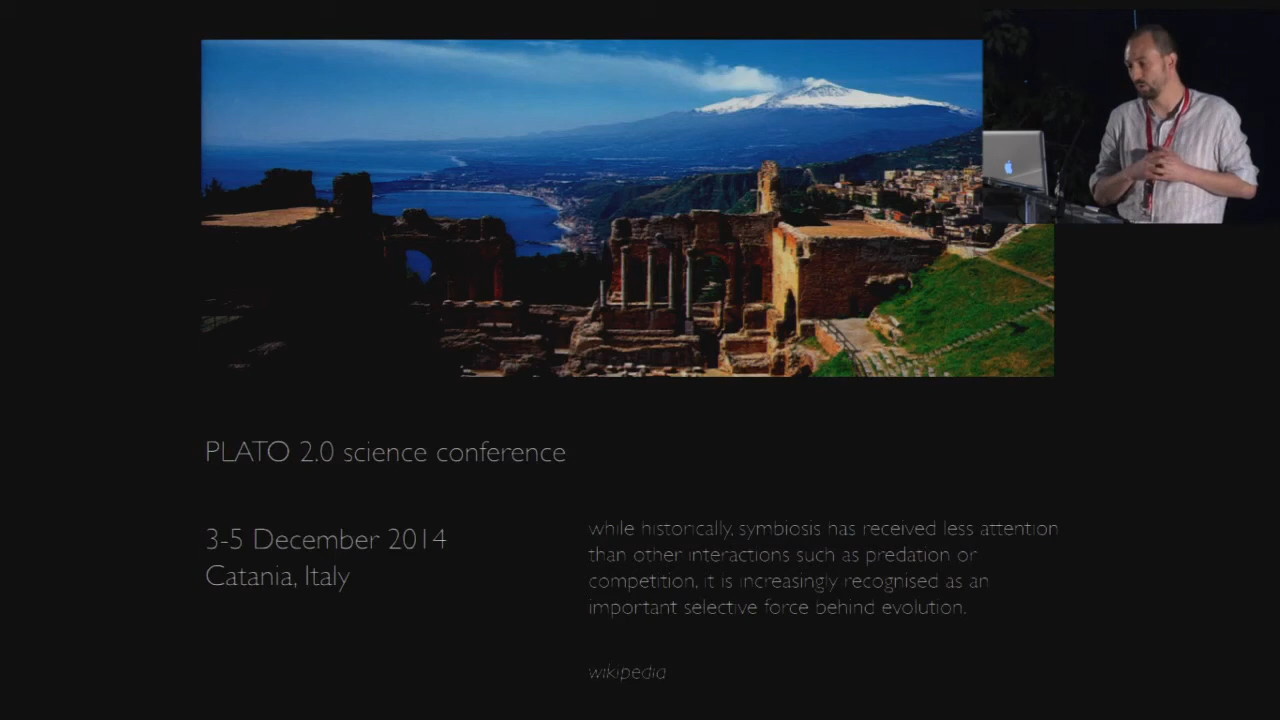 PLATO 2.0 science conference
3-5 December 2014
Catania, Italy
while historically, symbiosis has received less attention
than other interactions such as predation or
competition, it is increasingly recognised as an
important selective force behind evolution.
wikipedia